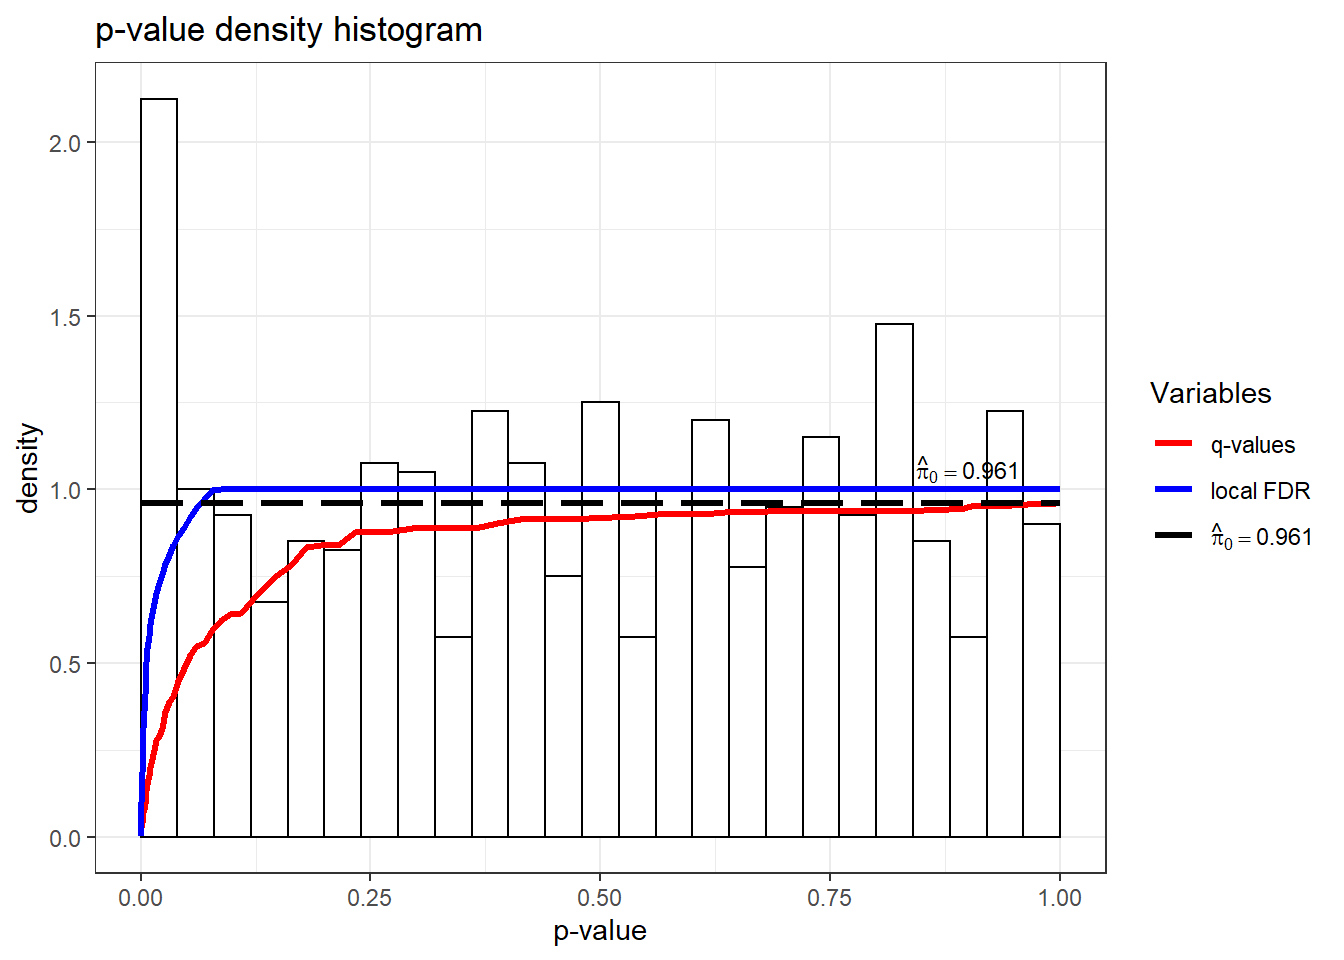 p-value density histogram
2.0
1.5
1.0
0.5
0.0
density
0.00 0.25 0.50 0.75 1.00
p-value
π̂₀ = 0.961
Variables
q-values
local FDR
π̂₀ = 0.961